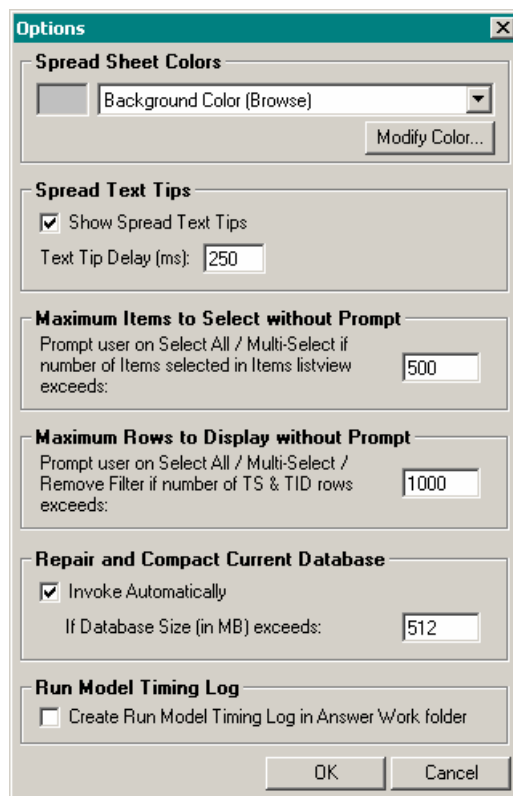 Options
Spread Sheet Colors
Background Color (Browse)
Modify Color...
Spread Text Tips
Show Spread Text Tips
Text Tip Delay (ms): 250
Maximum Items to Select without Prompt
Prompt user on Select All / Multi-Select if
number of Items selected in Items listview
exceeds:
500
Maximum Rows to Display without Prompt
Prompt user on Select All / Multi-Select /
Remove Filter if number of TS & TID rows
exceeds:
1000
Repair and Compact Current Database
Invoke Automatically
If Database Size (in MB) exceeds: 512
Run Model Timing Log
Create Run Model Timing Log in Answer Work folder
OK Cancel